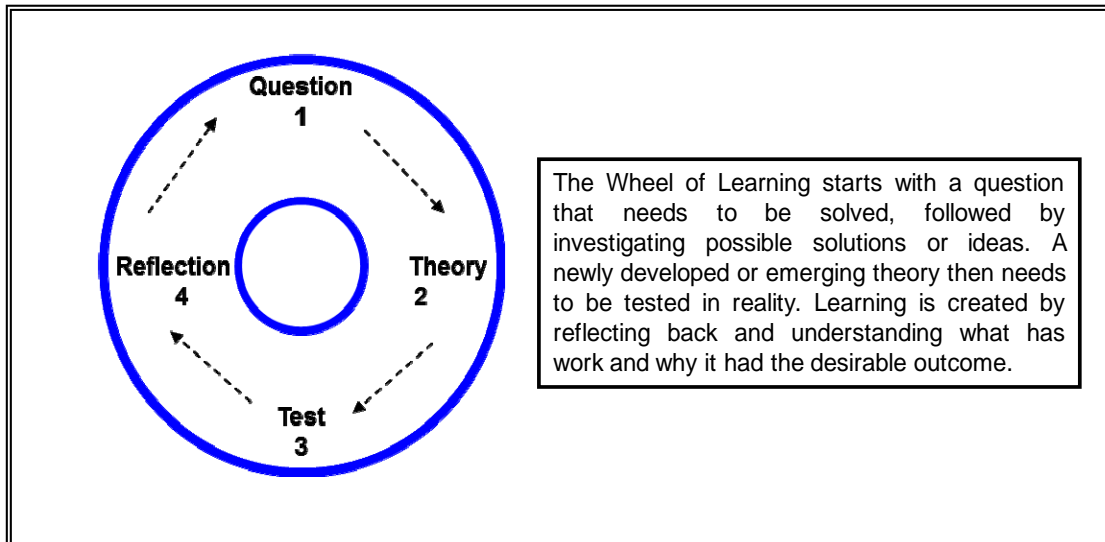 Question
1
Reflection
4
Theory
2
Test
3
The Wheel of Learning starts with a question
that needs to be solved, followed by
investigating possible solutions or ideas. A
newly developed or emerging theory then needs
to be tested in reality. Learning is created by
reflecting back and understanding what has
work and why it had the desirable outcome.